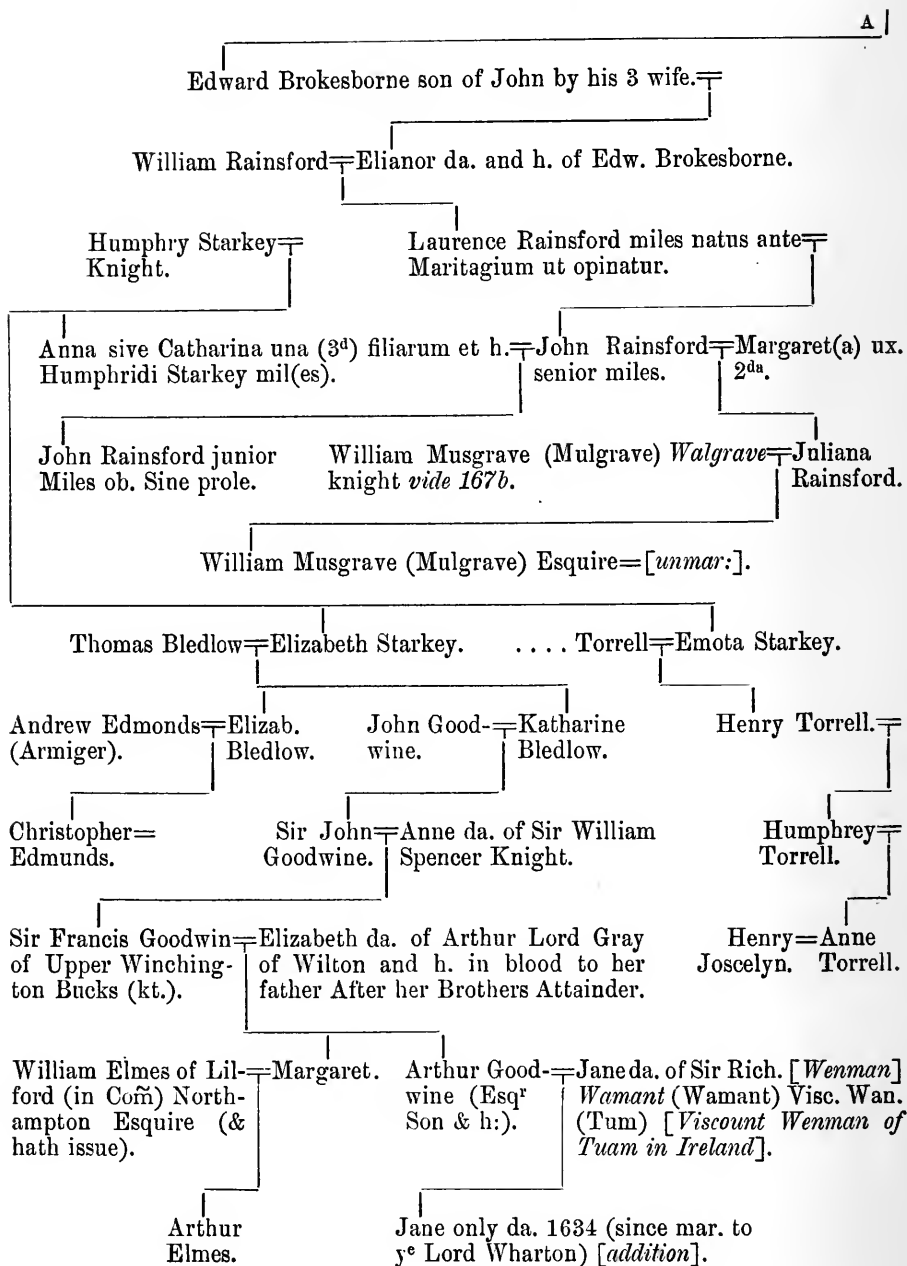 A
Edward Brokesborne son of John by his 3 wife.
William Rainsford=Elianor da. and h. of Edw. Brokesborne.
Humphry Starkey=
Knight.
Laurence Rainsford miles natus ante=
Maritagium ut opinatur.
Anna sive Catharina una (3d) filiarum et h.=John Rainsford=Margaret(a) ux.
Humphridi Starkey mil(es). senior miles. 2da.
John Rainsford junior
Miles ob. Sine prole.
William Musgrave (Mulgrave) Walgrave=Juliana
knight vide 167b. Rainsford.
William Musgrave (Mulgrave) Esquire=[unmar:].
Thomas Bledlow=Elizabeth Starkey. .... Torrell=Emota Starkey.
Andrew Edmonds=Elizab.
(Armiger). Bledlow.
John Good-=Katharine
wine. Bledlow.
Henry Torrell.=
Christopher=
Edmunds.
Sir John=Anne da. of Sir William
Goodwine. Spencer Knight.
Humphrey=
Torrell.
Sir Francis Goodwin=Elizabeth da. of Arthur Lord Gray
of Upper Winching- of Wilton and h. in blood to her
ton Bucks (kt.). father After her Brothers Attainder.
Henry=Anne
Joscelyn. Torrell.
William Elmes of Lil-=Margaret.
ford (in Com̃) North-
ampton Esquire (&
hath issue).
Arthur Good-=Jane da. of Sir Rich. [Wenman]
wine (Esqr Wamant (Wamant) Visc. Wan.
Son & h:). (Tum) [Viscount Wenman of
Tuam in Ireland].
Arthur
Elmes.
Jane only da. 1634 (since mar. to
ye Lord Wharton) [addition].